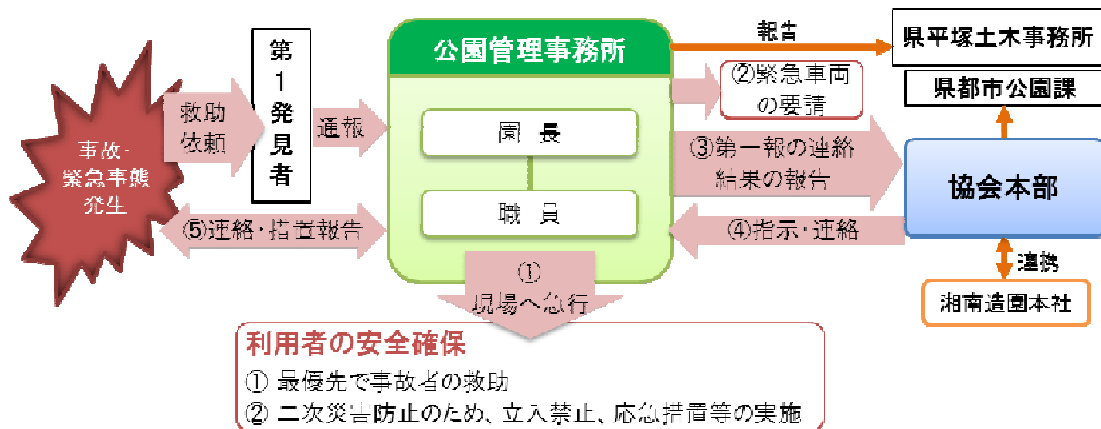 事故・
緊急事態
発生
救助
依頼
第1発見者
通報
⑤連絡・措置報告
公園管理事務所
園 長
職 員
①
現場へ急行
報告
県平塚土木事務所
②緊急車両
の要請
県都市公園課
③第一報の連絡
結果の報告
協会本部
④指示・連絡
連携
湘南造園本社
利用者の安全確保
① 最優先で事故者の救助
② 二次災害防止のため、立入禁止、応急措置等の実施